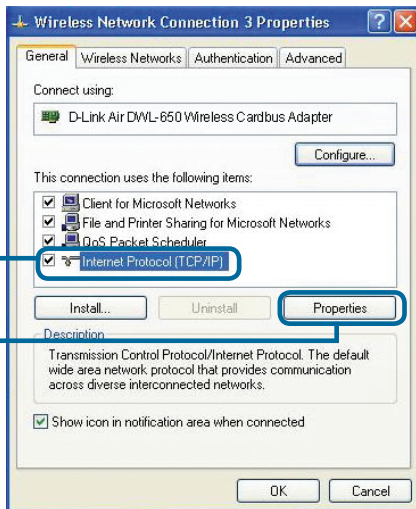 Wireless Network Connection 3 Properties
General Wireless Networks Authentication Advanced
Connect using:
D-Link Air DWL-650 Wireless Cardbus Adapter
Configure...
This connection uses the following items:
Client for Microsoft Networks
File and Printer Sharing for Microsoft Networks
QoS Packet Scheduler
Internet Protocol (TCP/IP)
Install... Uninstall Properties
Description
Transmission Control Protocol/Internet Protocol. The default
wide area network protocol that provides communication
across diverse interconnected networks.
Show icon in notification area when connected
OK Cancel